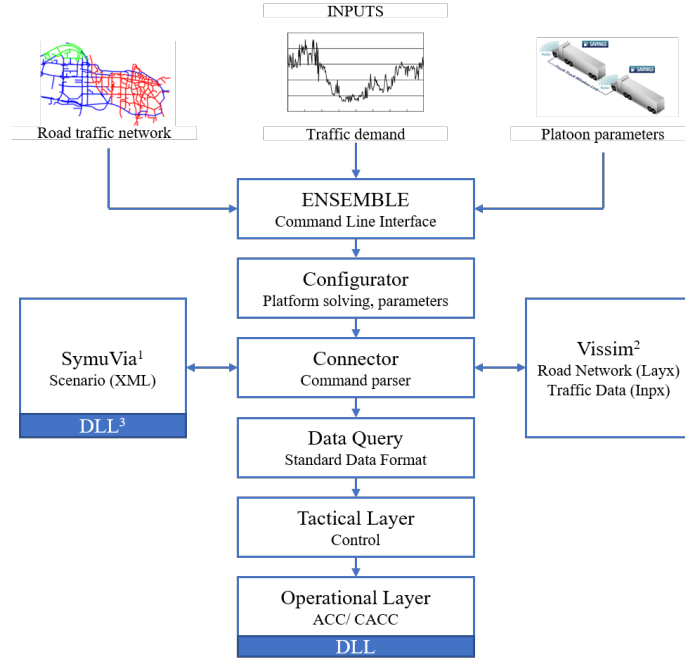 INPUTS
SAVINGS
SAVINGS
Road traffic network
Traffic demand
Platoon parameters
ENSEMBLE
Command Line Interface
Configurator
Platform solving, parameters
SymuVia¹
Scenario (XML)
DLL³
Connector
Command parser
Vissim²
Road Network (Layx)
Traffic Data (Inpx)
Data Query
Standard Data Format
Tactical Layer
Control
Operational Layer
ACC/ CACC
DLL